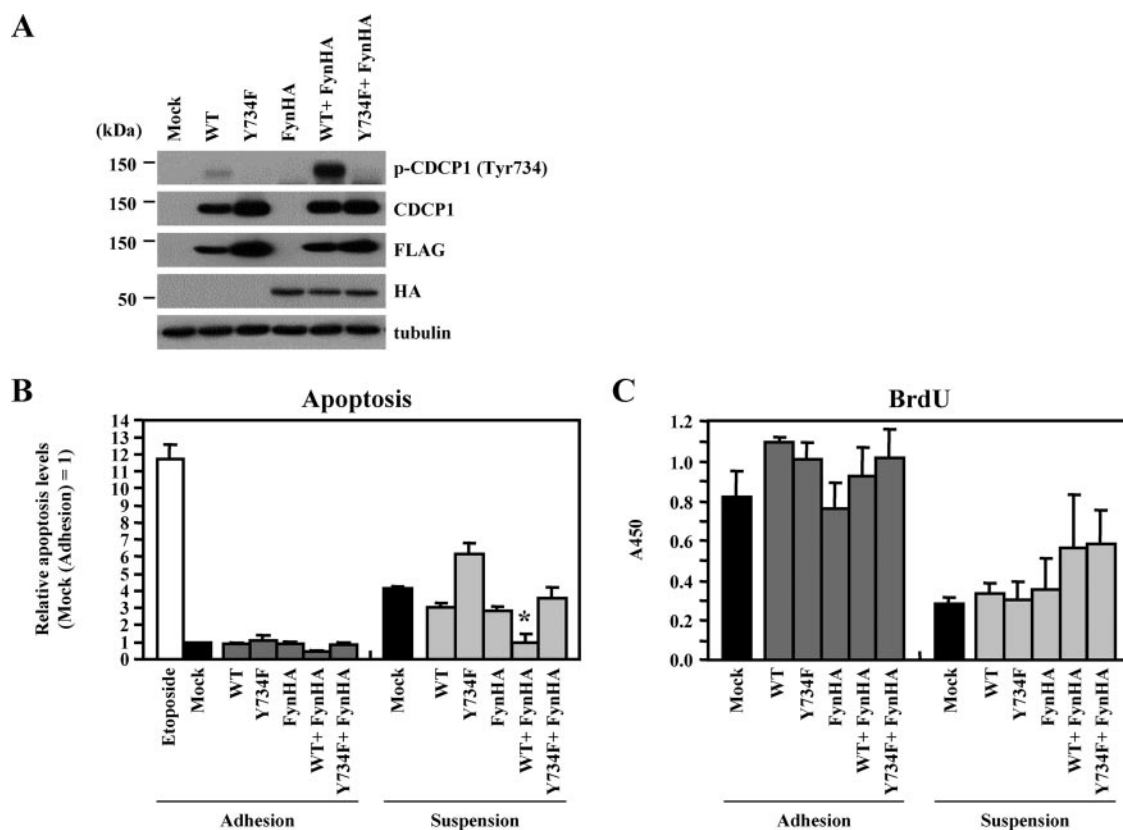 A
(kDa)
Mock
WT
Y734F
FynHA
WT+ FynHA
Y734F+ FynHA
150
p-CDCP1 (Tyr734)
150
CDCP1
150
FLAG
50
HA
tubulin
B
Apoptosis
Relative apoptosis levels
(Mock (Adhesion) = 1)
14
13
12
11
10
9
8
7
6
5
4
3
2
1
0
*
Etoposide
Mock
WT
Y734F
FynHA
WT+ FynHA
Y734F+ FynHA
Mock
WT
Y734F
FynHA
WT+ FynHA
Y734F+ FynHA
Adhesion
Suspension
C
BrdU
A450
1.2
1.0
0.8
0.6
0.4
0.2
0.0
Mock
WT
Y734F
FynHA
WT+ FynHA
Y734F+ FynHA
Mock
WT
Y734F
FynHA
WT+ FynHA
Y734F+ FynHA
Adhesion
Suspension